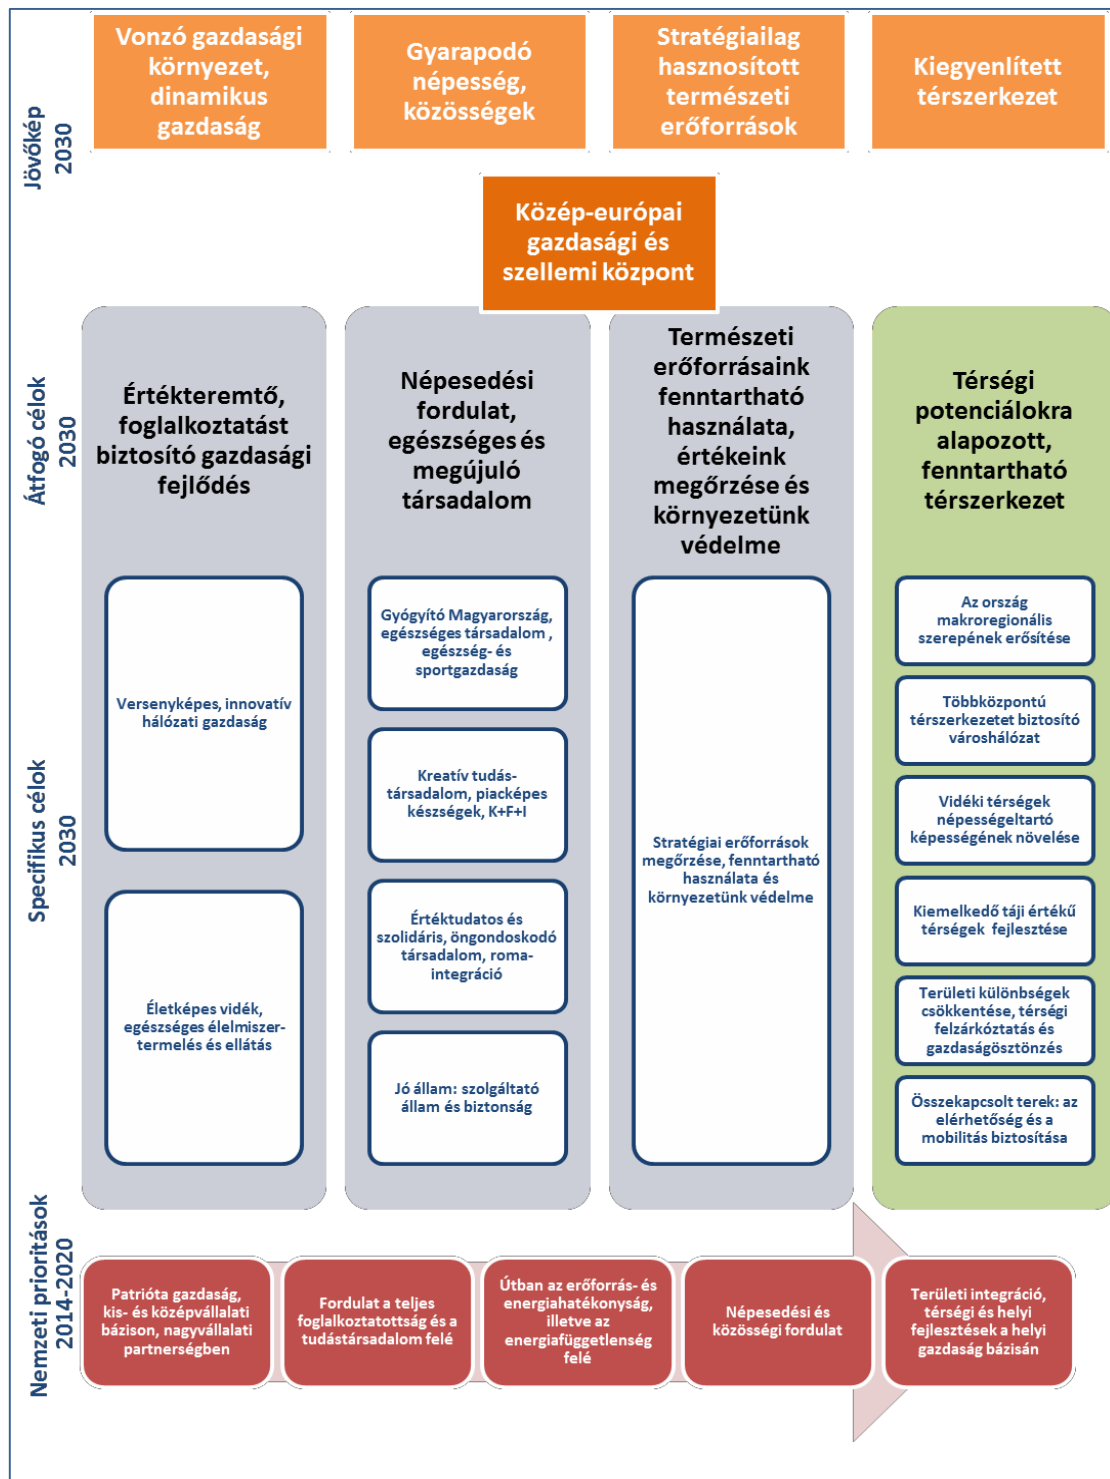 Jövőkép
2030
Vonzó gazdasági
környezet,
dinamikus
gazdaság
Gyarapodó
népesség,
közösségek
Stratégiailag
hasznosított
természeti
erőforrások
Kiegyenlített
térszerkezet
Közép-európai
gazdasági és
szellemi központ
Átfogó célok
2030
Értékteremtő,
foglalkoztatást
biztosító gazdasági
fejlődés
Népesedési
fordulat,
egészséges és
megújuló
társadalom
Természeti
erőforrásaink
fenntartható
használata,
értékeink
megőrzése és
környezetünk
védelme
Térségi
potenciálokra
alapozott,
fenntartható
térszerkezet
Specifikus célok
2030
Versenyképes, innovatív
hálózati gazdaság
Életképes vidék,
egészséges élelmiszer-
termelés és ellátás
Gyógyító Magyarország,
egészséges társadalom ,
egészség- és
sportgazdaság
Kreatív tudás-
társadalom, piacképes
készségek, K+F+I
Értéktudatos és
szolidáris, öngondoskodó
társadalom, roma-
integráció
Jó állam: szolgáltató
állam és biztonság
Stratégiai erőforrások
megőrzése, fenntartható
használata és
környezetünk védelme
Az ország
makroregionális
szerepének erősítése
Többközpontú
térszerkezetet biztosító
városhálózat
Vidéki térségek
népességeltartó
képességének növelése
Kiemelkedő táji értékű
térségek fejlesztése
Területi különbségek
csökkentése, térségi
felzárkóztatás és
gazdaságösztönzés
Összekapcsolt terek: az
elérhetőség és a
mobilitás biztosítása
Nemzeti prioritások
2014-2020
Patrióta gazdaság,
kis- és középvállalati
bázison, nagyvállalati
partnerségben
Fordulat a teljes
foglalkoztatottság és a
tudástársadalom felé
Útban az erőforrás- és
energiahatékonyság,
illetve az
energiafüggetlenség
felé
Népesedési és
közösségi fordulat
Területi integráció,
térségi és helyi
fejlesztések a helyi
gazdaság bázisán